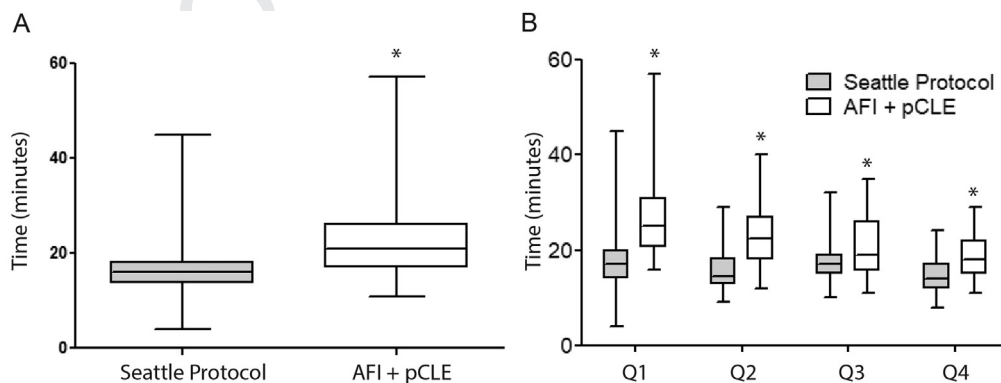 A
Time (minutes)
60
40
20
0
*
Seattle Protocol
AFI + pCLE
B
Time (minutes)
60
40
20
0
*
*
*
*
Seattle Protocol
AFI + pCLE
Q1
Q2
Q3
Q4